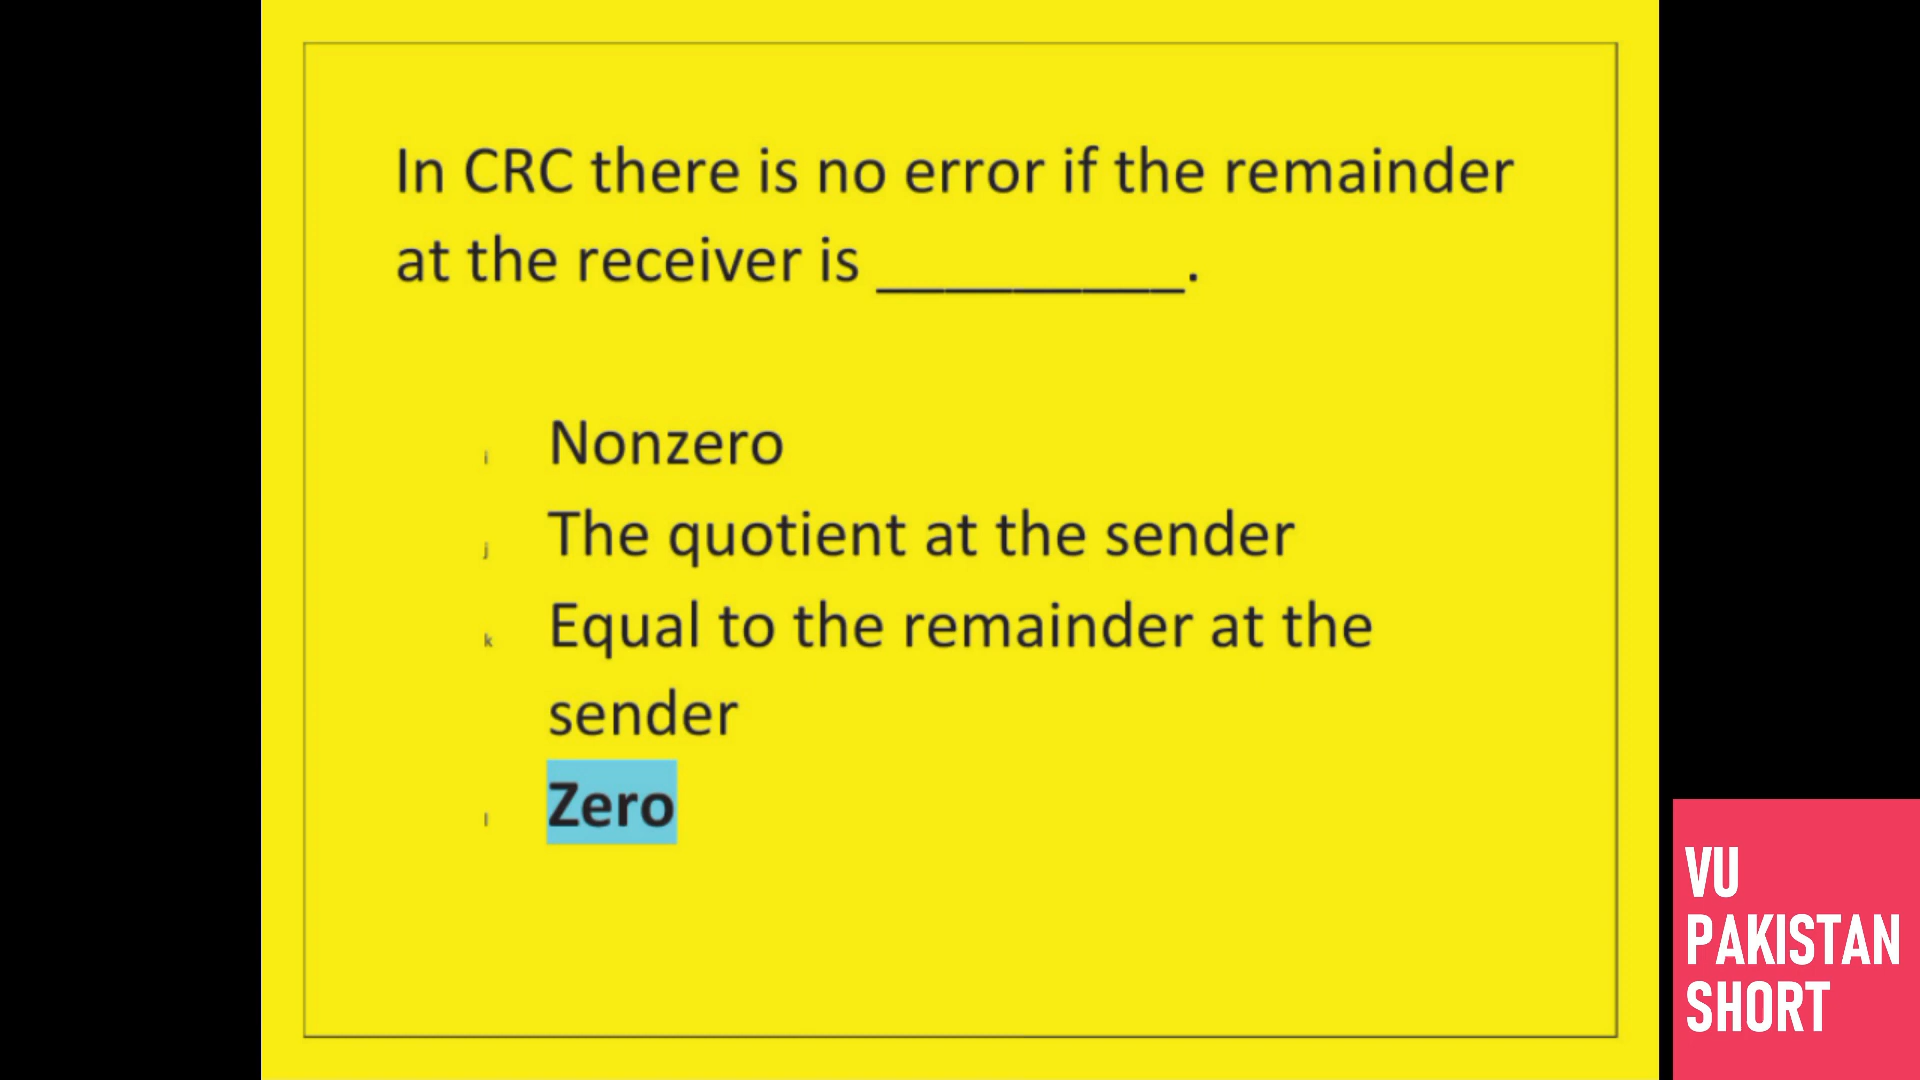 In CRC there is no error if the remainder
at the receiver is _________.
i Nonzero
j The quotient at the sender
k Equal to the remainder at the
sender
l Zero
VU
PAKISTAN
SHORT